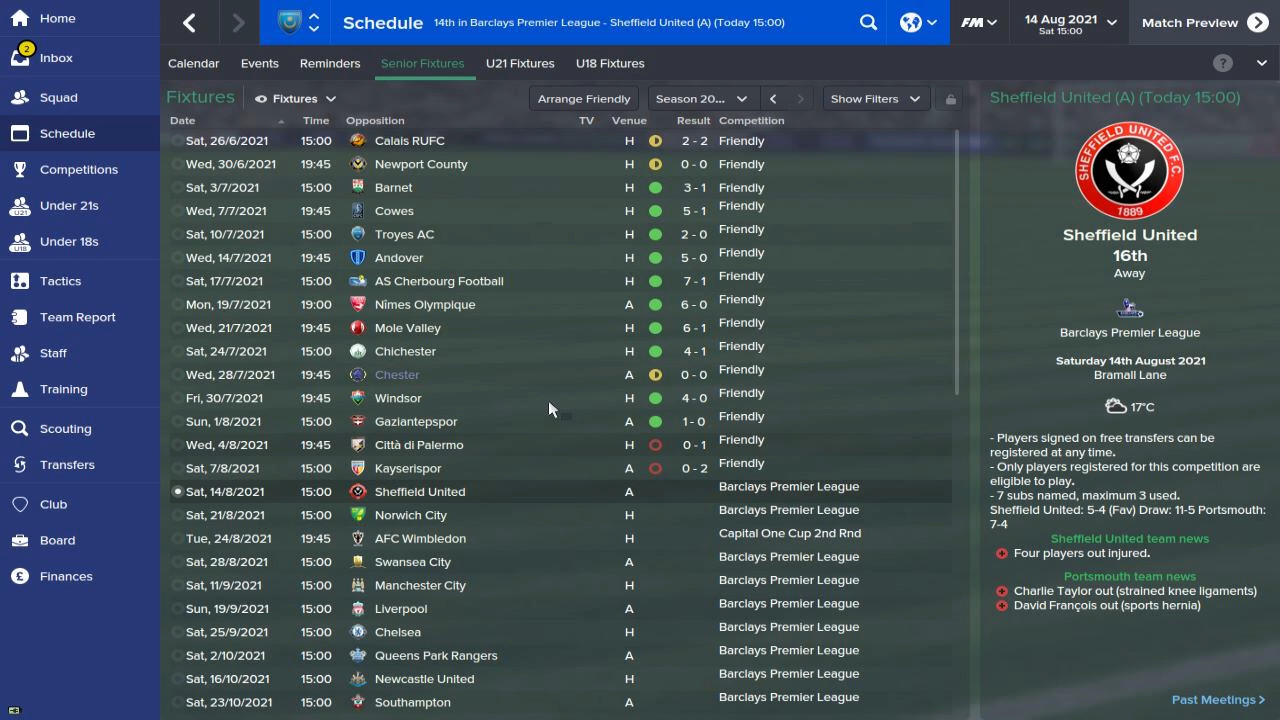 Home
2
Inbox
Squad
Schedule
Competitions
U21
Under 21s
U18
Under 18s
Tactics
Team Report
Staff
Training
Scouting
Transfers
Club
Board
£
Finances
Schedule
14th in Barclays Premier League - Sheffield United (A) (Today 15:00)
FM
14 Aug 2021
Sat 15:00
Match Preview
Calendar Events Reminders Senior Fixtures U21 Fixtures U18 Fixtures
?
Fixtures
Fixtures
Arrange Friendly
Season 20...
Show Filters
Date Time Opposition TV Venue Result Competition
Sat, 26/6/2021 15:00 Calais RUFC H 2 - 2 Friendly
Wed, 30/6/2021 19:45 Newport County H 0 - 0 Friendly
Sat, 3/7/2021 15:00 Barnet H 3 - 1 Friendly
Wed, 7/7/2021 19:45 Cowes H 5 - 1 Friendly
Sat, 10/7/2021 15:00 Troyes AC H 2 - 0 Friendly
Wed, 14/7/2021 19:45 Andover H 5 - 0 Friendly
Sat, 17/7/2021 15:00 AS Cherbourg Football H 7 - 1 Friendly
Mon, 19/7/2021 19:00 Nîmes Olympique A 6 - 0 Friendly
Wed, 21/7/2021 19:45 Mole Valley H 6 - 1 Friendly
Sat, 24/7/2021 15:00 Chichester H 4 - 1 Friendly
Wed, 28/7/2021 19:45 Chester A 0 - 0 Friendly
Fri, 30/7/2021 19:45 Windsor H 4 - 0 Friendly
Sun, 1/8/2021 15:00 Gaziantepspor A 1 - 0 Friendly
Wed, 4/8/2021 19:45 Città di Palermo H 0 - 1 Friendly
Sat, 7/8/2021 15:00 Kayserispor A 0 - 2 Friendly
Sat, 14/8/2021 15:00 Sheffield United A Barclays Premier League
Sat, 21/8/2021 15:00 Norwich City H Barclays Premier League
Tue, 24/8/2021 19:45 AFC Wimbledon H Capital One Cup 2nd Rnd
Sat, 28/8/2021 15:00 Swansea City A Barclays Premier League
Sat, 11/9/2021 15:00 Manchester City H Barclays Premier League
Sun, 19/9/2021 15:00 Liverpool A Barclays Premier League
Sat, 25/9/2021 15:00 Chelsea H Barclays Premier League
Sat, 2/10/2021 15:00 Queens Park Rangers A Barclays Premier League
Sat, 16/10/2021 15:00 Newcastle United H Barclays Premier League
Sat, 23/10/2021 15:00 Southampton A Barclays Premier League
Sheffield United (A) (Today 15:00)
SHEFFIELD UNITED F.C.
1889
Sheffield United
16th
Away
Barclays Premier League
Saturday 14th August 2021
Bramall Lane
17°C
- Players signed on free transfers can be
registered at any time.
- Only players registered for this competition are
eligible to play.
- 7 subs named, maximum 3 used.
Sheffield United: 5-4 (Fav) Draw: 11-5 Portsmouth:
7-4
Sheffield United team news
Four players out injured.
Portsmouth team news
Charlie Taylor out (strained knee ligaments)
David François out (sports hernia)
Past Meetings >